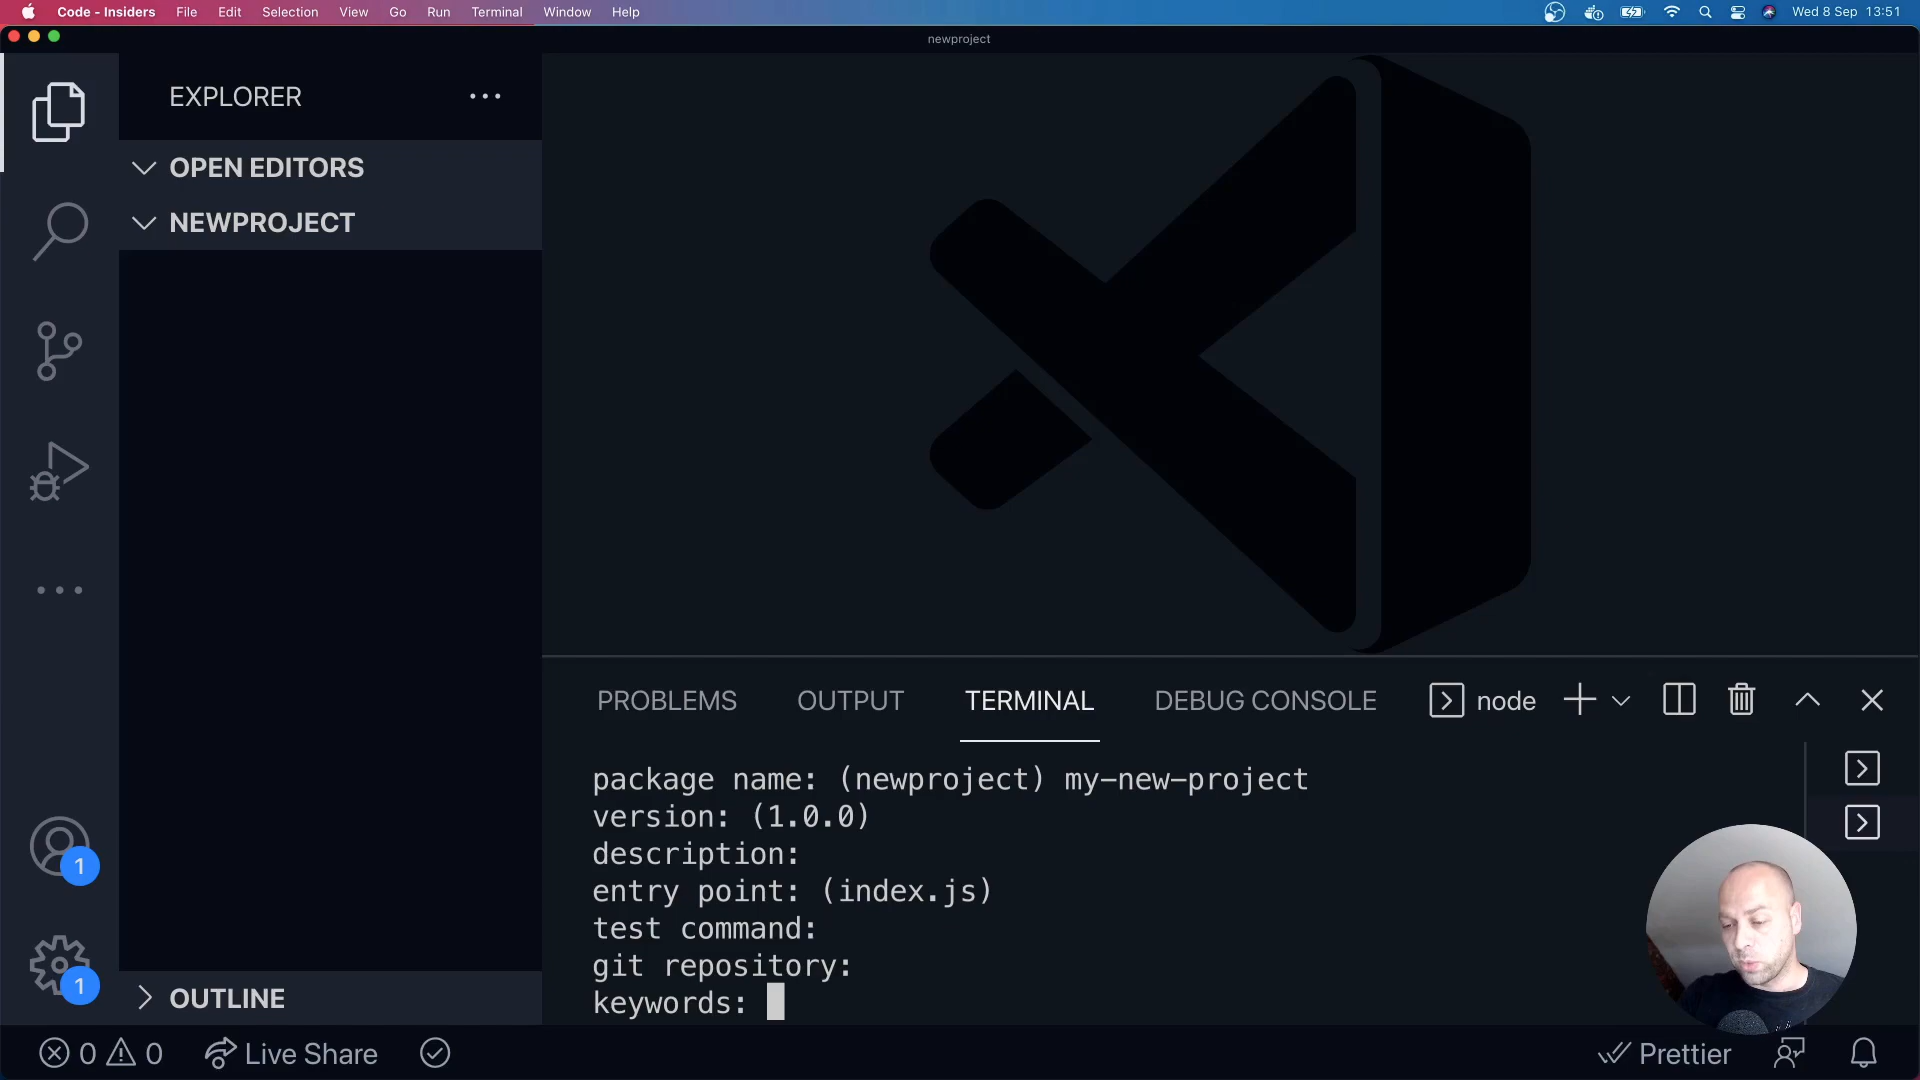 Code - Insiders File Edit Selection View Go Run Terminal Window Help Wed 8 Sep 13:51
newproject
EXPLORER
OPEN EDITORS
NEWPROJECT
PROBLEMS OUTPUT TERMINAL DEBUG CONSOLE node
package name: (newproject) my-new-project
version: (1.0.0)
description:
entry point: (index.js)
test command:
git repository:
keywords:
1
1
OUTLINE
0 0 Live Share Prettier